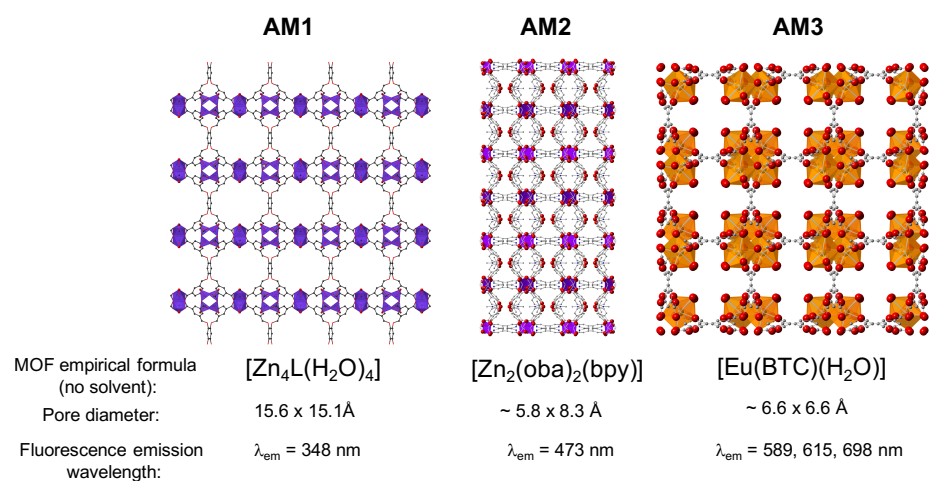 AM1 AM2 AM3
MOF empirical formula
(no solvent):
[Zn₄L(H₂O)₄] [Zn₂(oba)₂(bpy)] [Eu(BTC)(H₂O)]
Pore diameter: 15.6 x 15.1Å ~ 5.8 x 8.3 Å ~ 6.6 x 6.6 Å
Fluorescence emission
wavelength:
λem = 348 nm λem = 473 nm λem = 589, 615, 698 nm